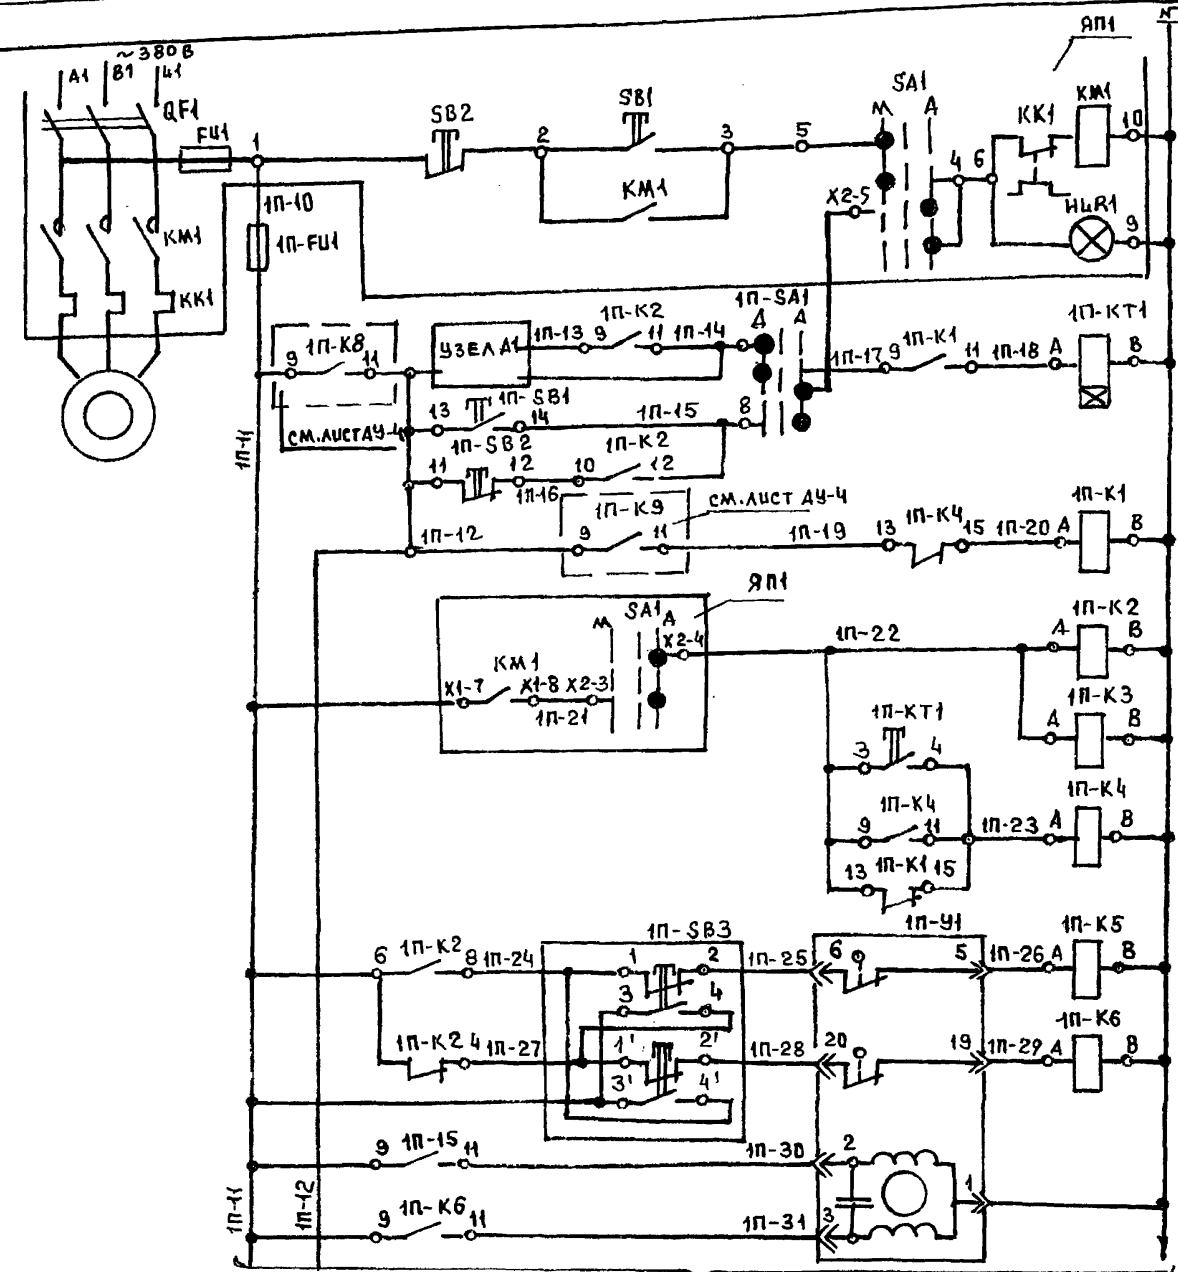 ~380В
А1 В1 Ч1
QF1
FU1
1
SB2
2
SB1
3
5
КМ1
SA1
М А
ЯП1
N
КК1
КМ1
10
4 6
Х2-5
HLR1
9
1П-10
1П-FU1
КМ1
КК1
1П-SA1
Д А
1П-К8
9 11
УЗЕЛ А1
1П-13 9
1П-К2
11 1П-14
1П-17 9
1П-К1
11 1П-18
А
1П-КТ1
В
СМ.ЛИСТ ДУ-4
13
1П-SB1
14
1П-15
8
1П-SB2
11 12
1П-16
10
1П-К2
12
1П-11
1П-12
1П-К9
9 11
СМ.ЛИСТ ДУ-4
1П-19
13
1П-К4
15 1П-20 А
1П-К1
В
ЯП1
SA1
М А
Х2-4
Х1-7
КМ1
Х1-8 Х2-3
1П-21
1П-22
А
1П-К2
В
А
1П-К3
В
1П-КТ1
3 4
1П-К4
9 11
1П-23 А
1П-К4
В
13 1П-К1 15
6
1П-К2
8 1П-24
1П-SB3
1 2
3 4
1П-25
1П-У1
6 5
1П-26 А
1П-К5
В
1П-К2 4 1П-27
1' 2'
3' 4'
1П-28
20 19
1П-29 А
1П-К6
В
9
1П-15
11
1П-30
2
1
9
1П-К6
11
1П-31
3
1П-11
1П-12